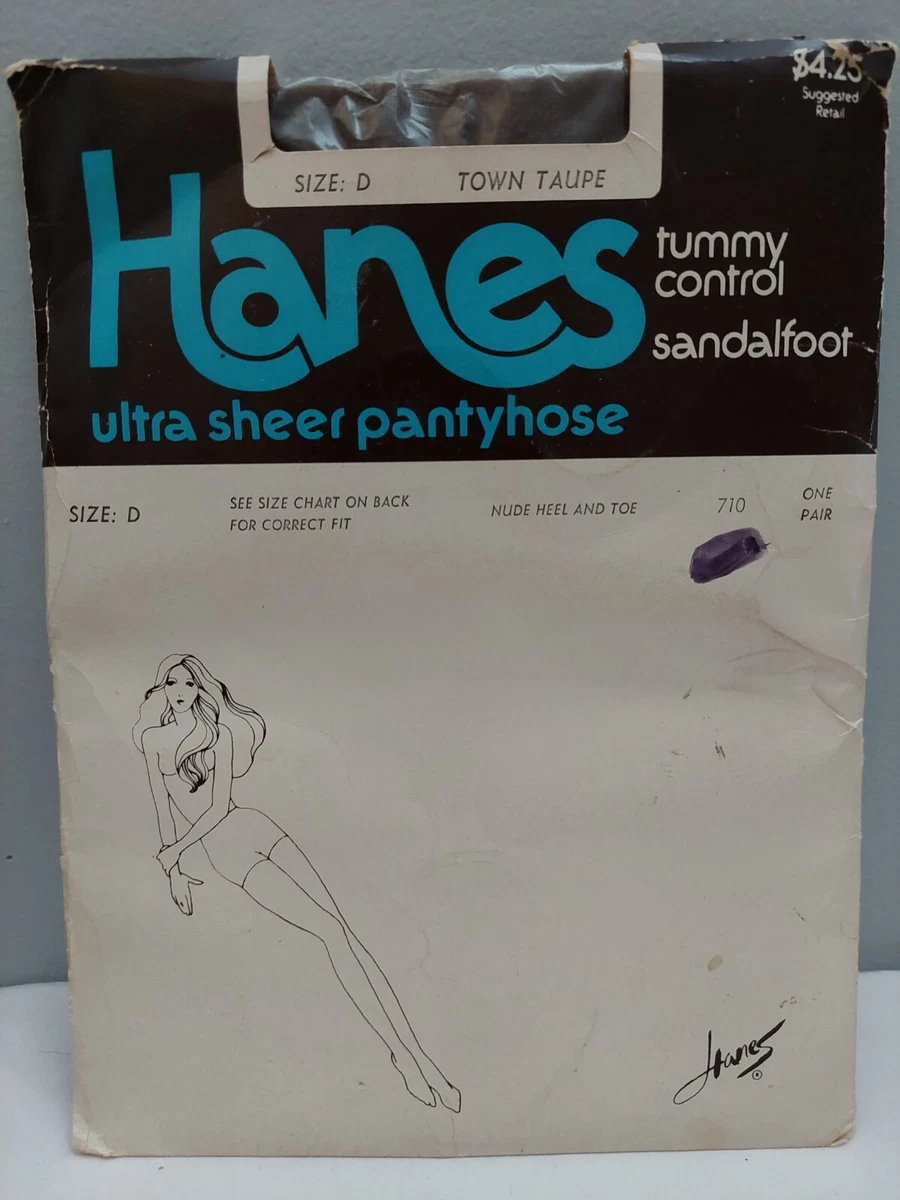 $4.25
Suggested
Retail
SIZE: D TOWN TAUPE
Hanes
tummy
control
sandalfoot
ultra sheer pantyhose
SIZE: D
SEE SIZE CHART ON BACK
FOR CORRECT FIT
NUDE HEEL AND TOE
710
ONE
PAIR
Hanes
®